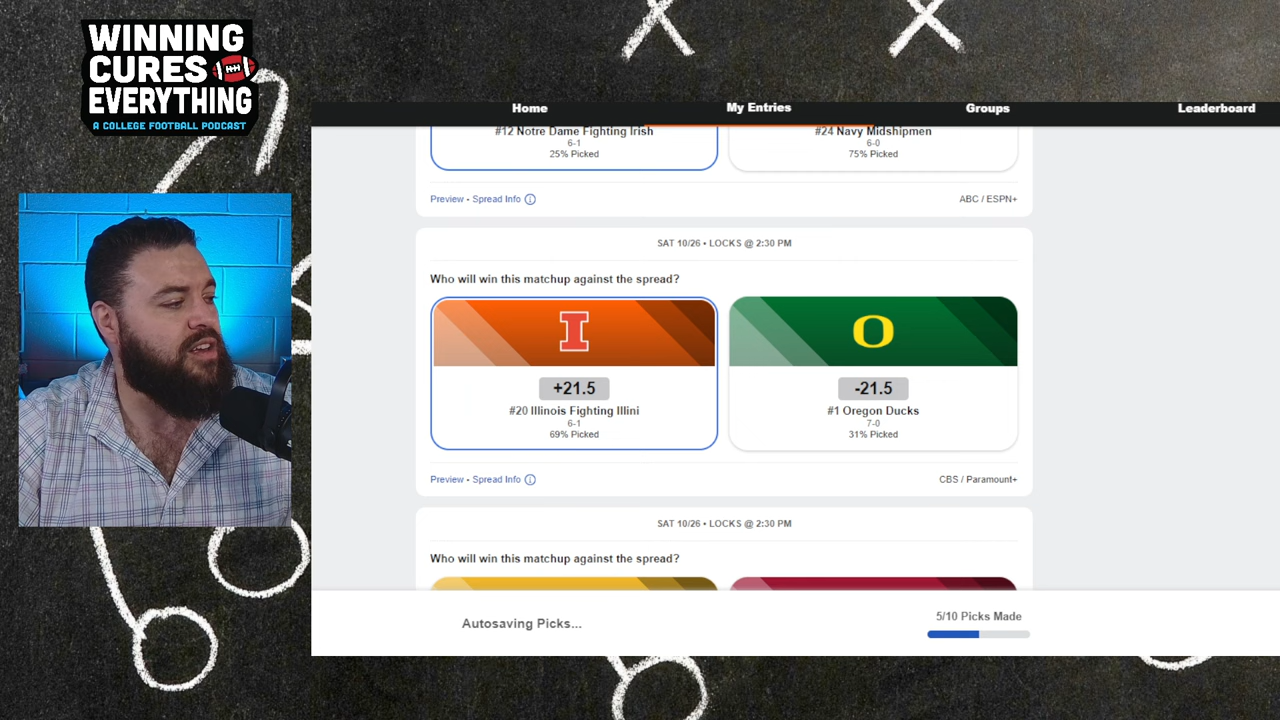 WINNING
CURES
EVERYTHING
A COLLEGE FOOTBALL PODCAST
Home
My Entries
Groups
Leaderboard
#12 Notre Dame Fighting Irish
6-1
25% Picked
#24 Navy Midshipmen
6-0
75% Picked
Preview • Spread Info
ABC / ESPN+
SAT 10/26 • LOCKS @ 2:30 PM
Who will win this matchup against the spread?
I
+21.5
#20 Illinois Fighting Illini
6-1
69% Picked
O
-21.5
#1 Oregon Ducks
7-0
31% Picked
Preview • Spread Info
CBS / Paramount+
SAT 10/26 • LOCKS @ 2:30 PM
Who will win this matchup against the spread?
Autosaving Picks...
5/10 Picks Made